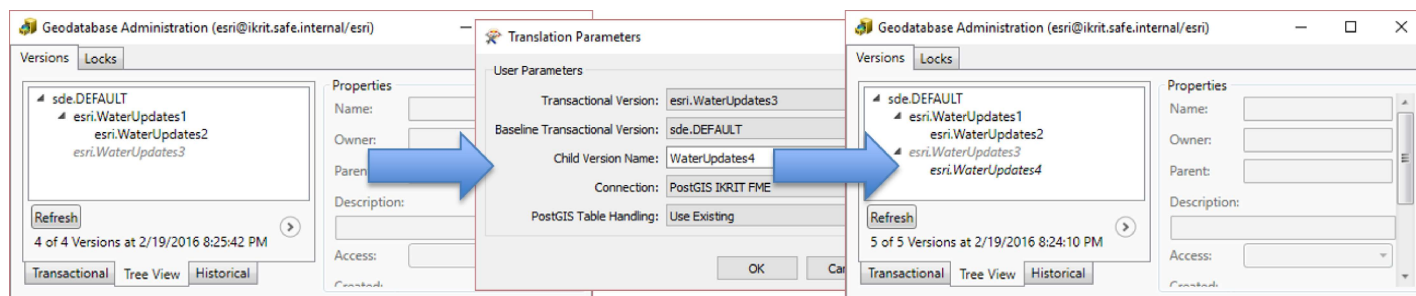 Geodatabase Administration (esri@ikrit.safe.internal/esri)
Versions Locks
sde.DEFAULT
esri.WaterUpdates1
esri.WaterUpdates2
esri.WaterUpdates3
Refresh
4 of 4 Versions at 2/19/2016 8:25:42 PM
Transactional Tree View Historical
Properties
Name:
Owner:
Description:
Access:
Translation Parameters
User Parameters
Transactional Version: esri.WaterUpdates3
Baseline Transactional Version: sde.DEFAULT
Child Version Name: WaterUpdates4
Connection: PostGIS IKRIT FME
PostGIS Table Handling: Use Existing
OK
Geodatabase Administration (esri@ikrit.safe.internal/esri)
Versions Locks
sde.DEFAULT
esri.WaterUpdates1
esri.WaterUpdates2
esri.WaterUpdates3
esri.WaterUpdates4
Refresh
5 of 5 Versions at 2/19/2016 8:24:10 PM
Transactional Tree View Historical
Properties
Name:
Owner:
Parent:
Description:
Access: